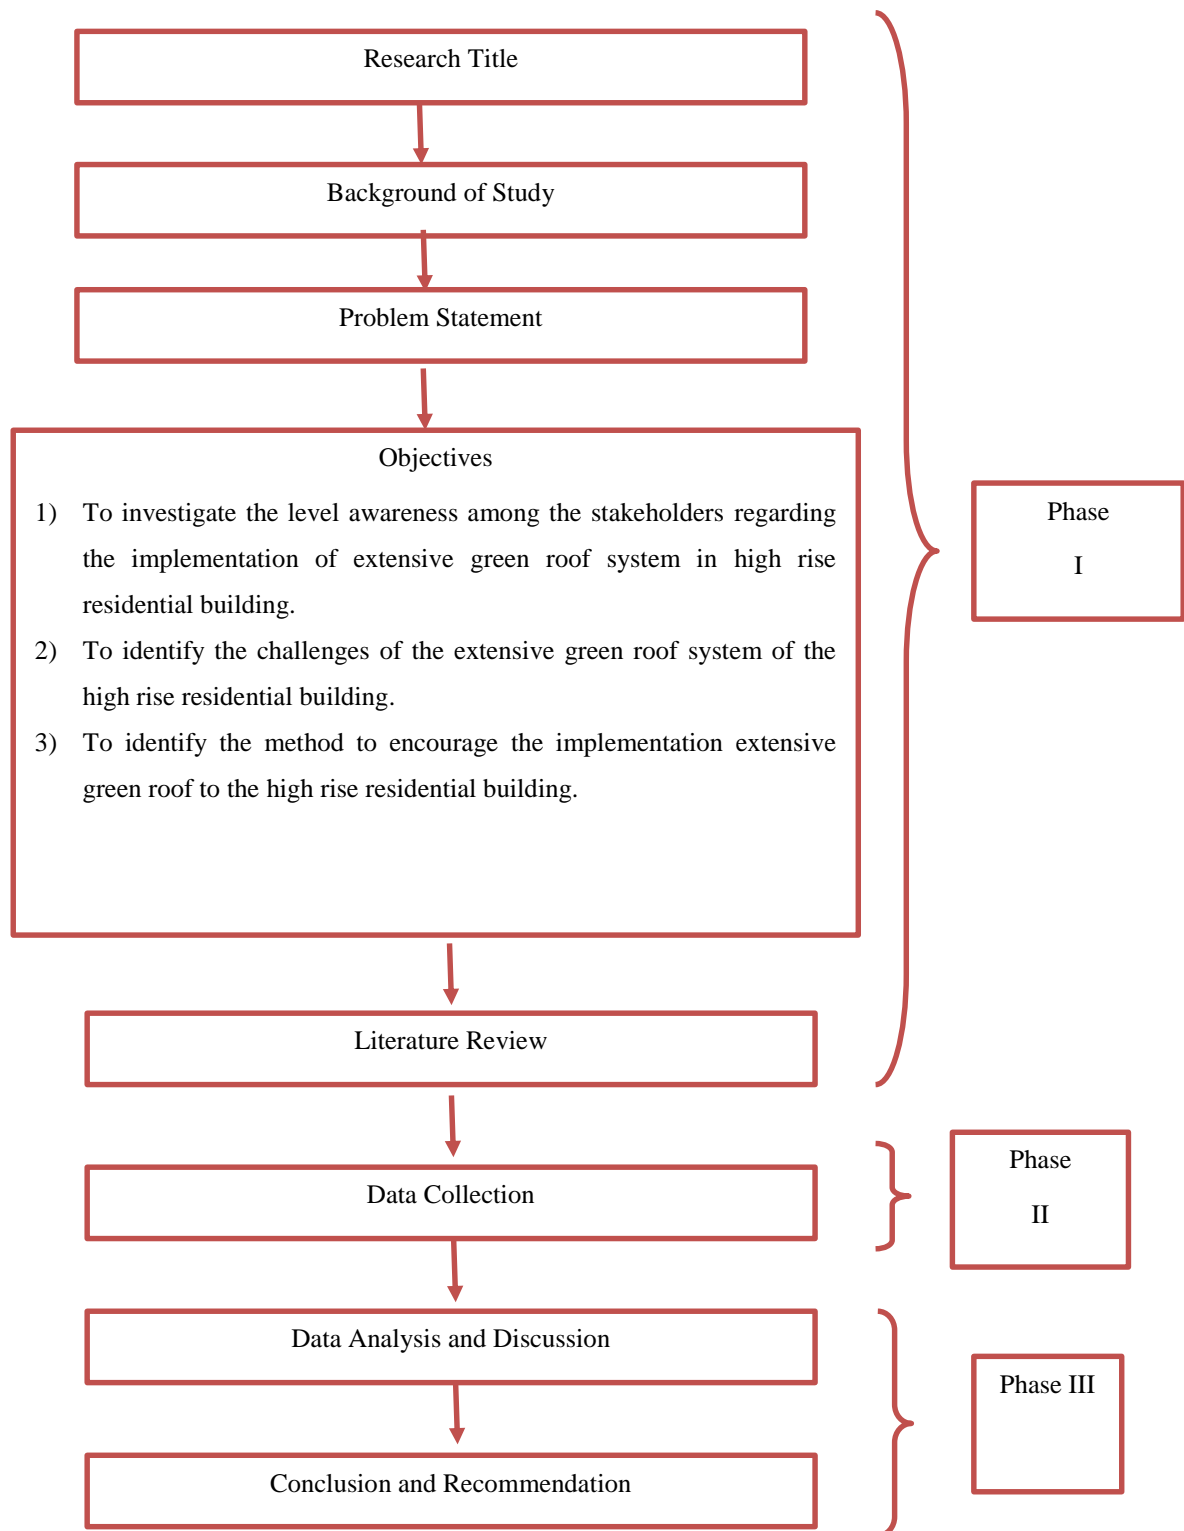 Research Title
Background of Study
Problem Statement
Objectives
1) To investigate the level awareness among the stakeholders regarding
the implementation of extensive green roof system in high rise
residential building.
2) To identify the challenges of the extensive green roof system of the
high rise residential building.
3) To identify the method to encourage the implementation extensive
green roof to the high rise residential building.
Phase
I
Literature Review
Data Collection
Phase
II
Data Analysis and Discussion
Phase III
Conclusion and Recommendation